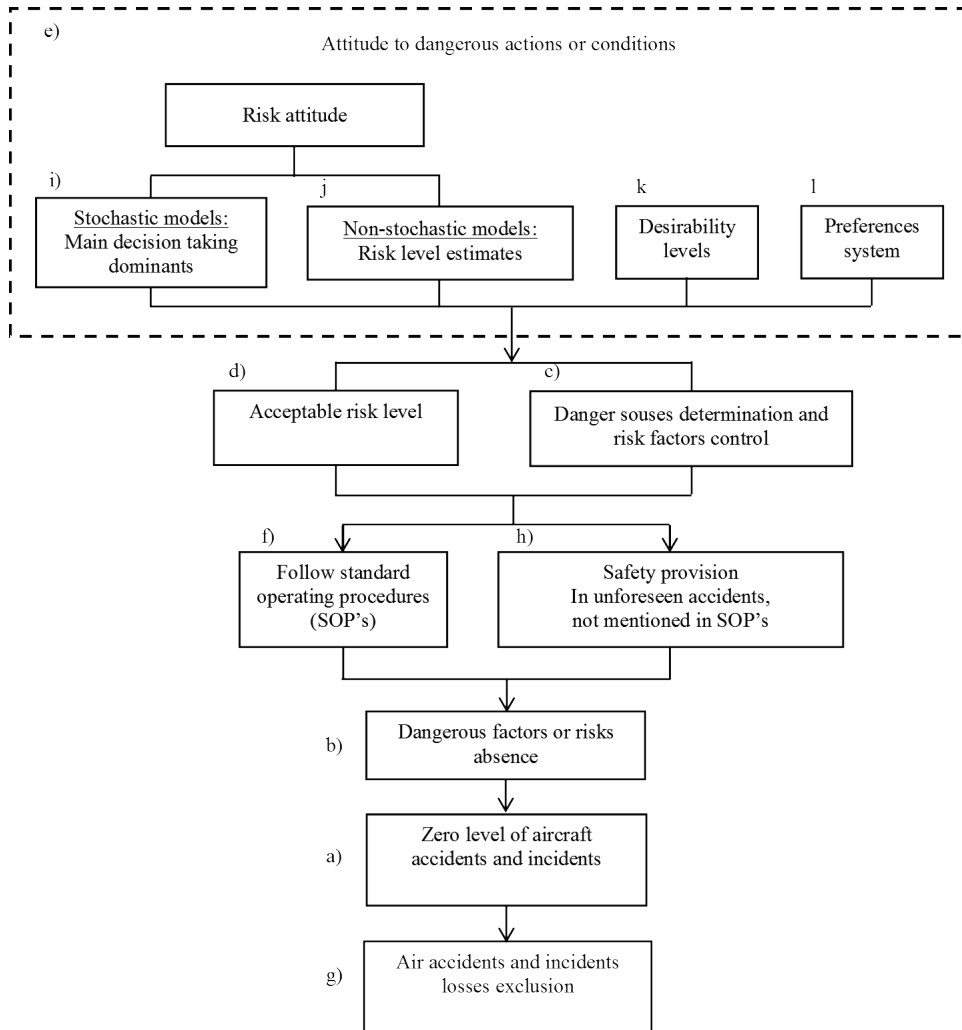 e)
Attitude to dangerous actions or conditions
Risk attitude
i)
j
k
l
Stochastic models:
Main decision taking
dominants
Non-stochastic models:
Risk level estimates
Desirability
levels
Preferences
system
d)
c)
Acceptable risk level
Danger souses determination and
risk factors control
f)
h)
Follow standard
operating procedures
(SOP’s)
Safety provision
In unforeseen accidents,
not mentioned in SOP’s
b)
Dangerous factors or risks
absence
a)
Zero level of aircraft
accidents and incidents
g)
Air accidents and incidents
losses exclusion